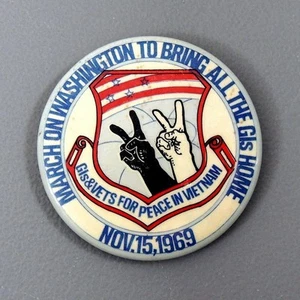 MARCH ON WASHINGTON TO BRING ALL THE GIs HOME
GIs & VETS FOR PEACE IN VIETNAM
NOV. 15, 1969